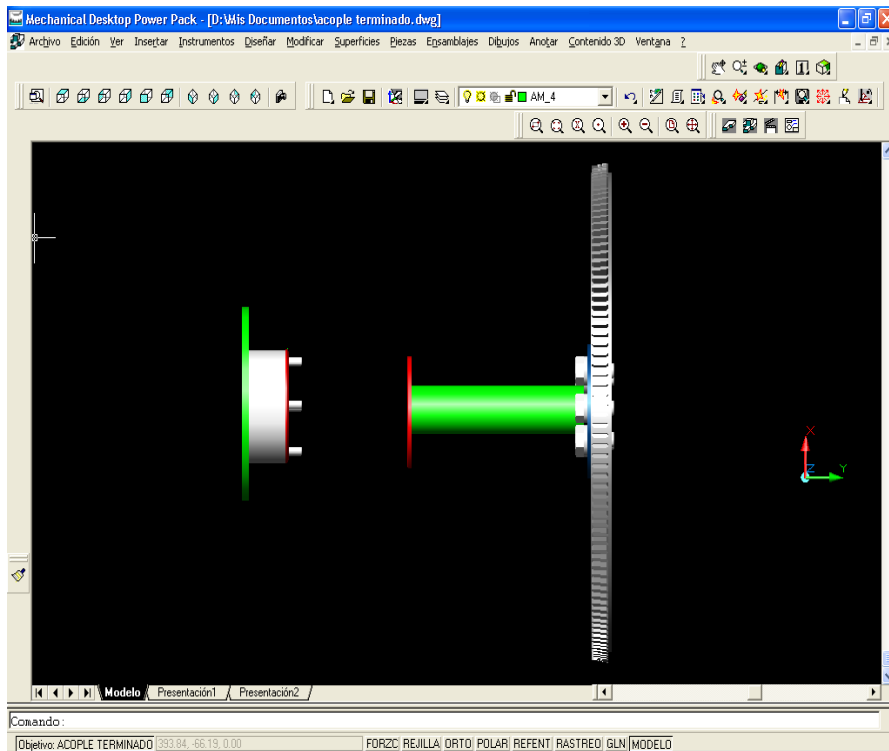 Mechanical Desktop Power Pack - [D:\Mis Documentos\acople terminado.dwg]
Archivo Edición Ver Insertar Instrumentos Diseñar Modificar Superficies Piezas Ensamblajes Dibujos Anotar Contenido 3D Ventana ?
AM_4
X
Z
Y
Modelo Presentación1 Presentación2
Comando:
Objetivo: ACOPLE TERMINADO 393.84, -66.19, 0.00 FORZC REJILLA ORTO POLAR REFENT RASTREO GLN MODELO